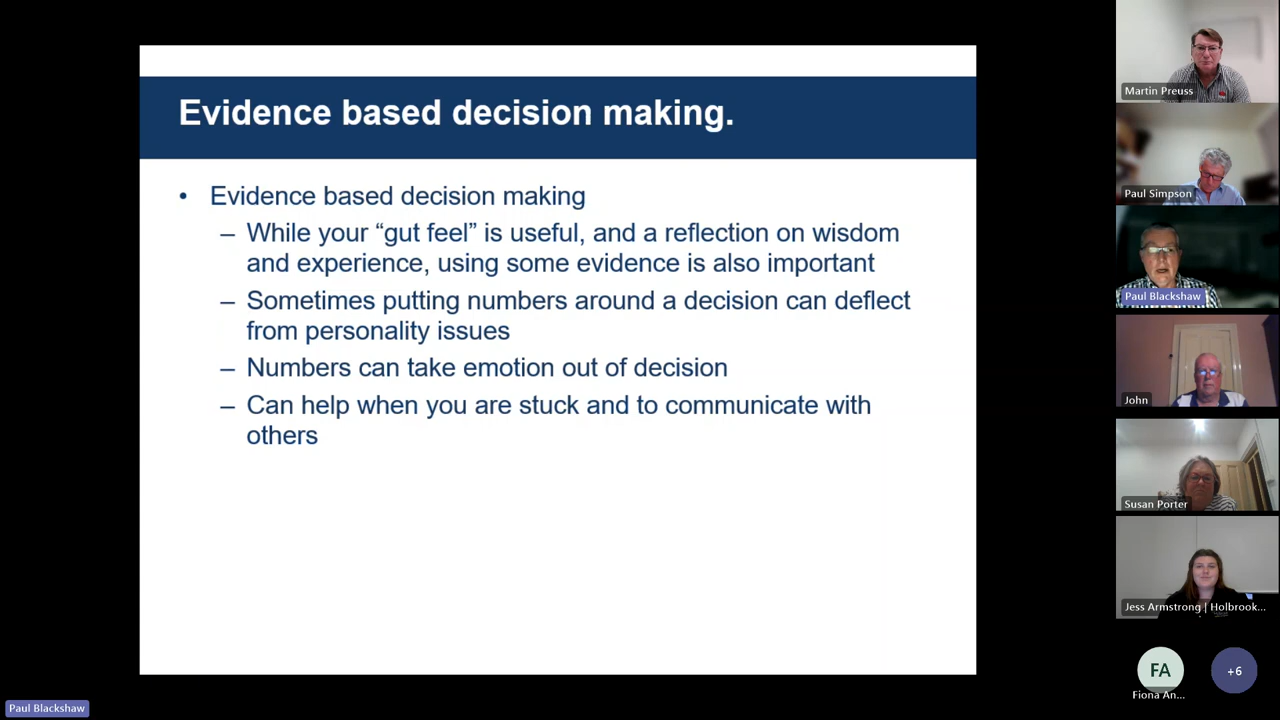 Evidence based decision making.
• Evidence based decision making
– While your “gut feel” is useful, and a reflection on wisdom
and experience, using some evidence is also important
– Sometimes putting numbers around a decision can deflect
from personality issues
– Numbers can take emotion out of decision
– Can help when you are stuck and to communicate with
others
Martin Preuss
Paul Simpson
Paul Blackshaw
John
Susan Porter
Jess Armstrong | Holbrook...
FA
Fiona An...
+6
Paul Blackshaw